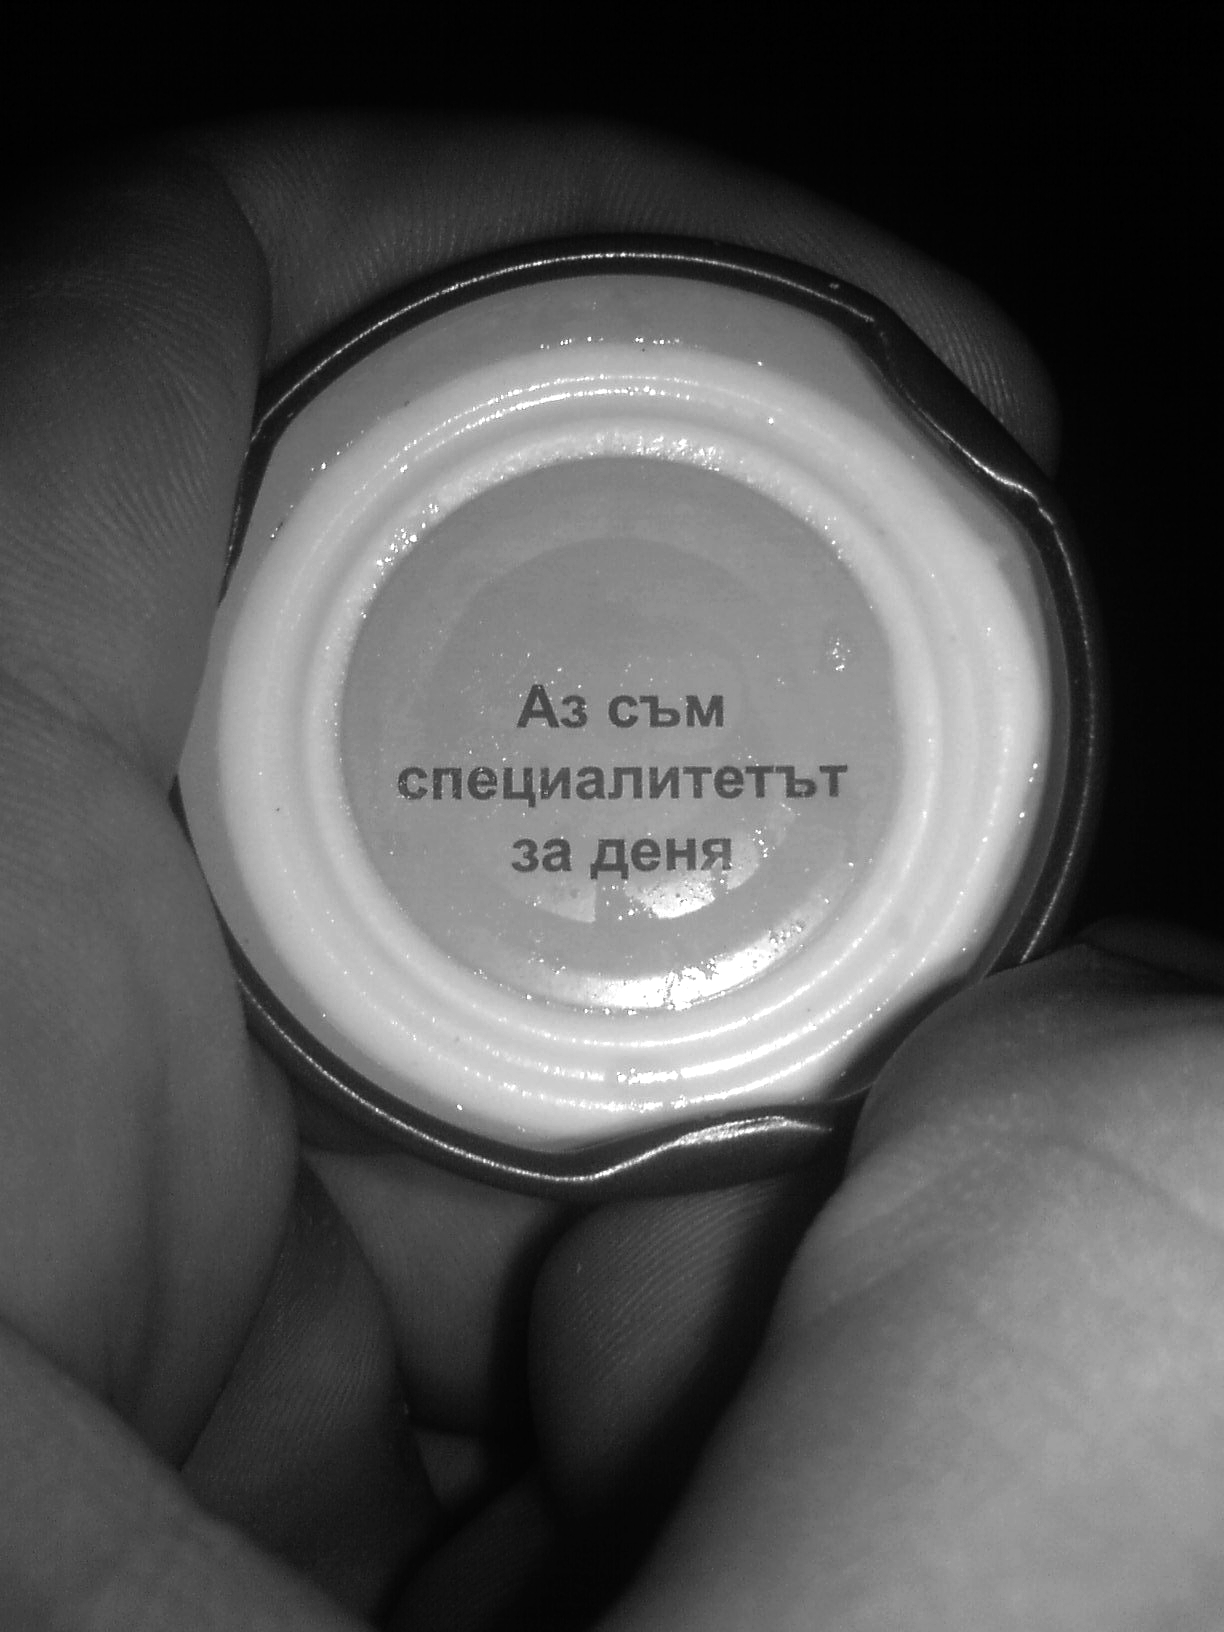 Аз съм
специалитетът
за деня